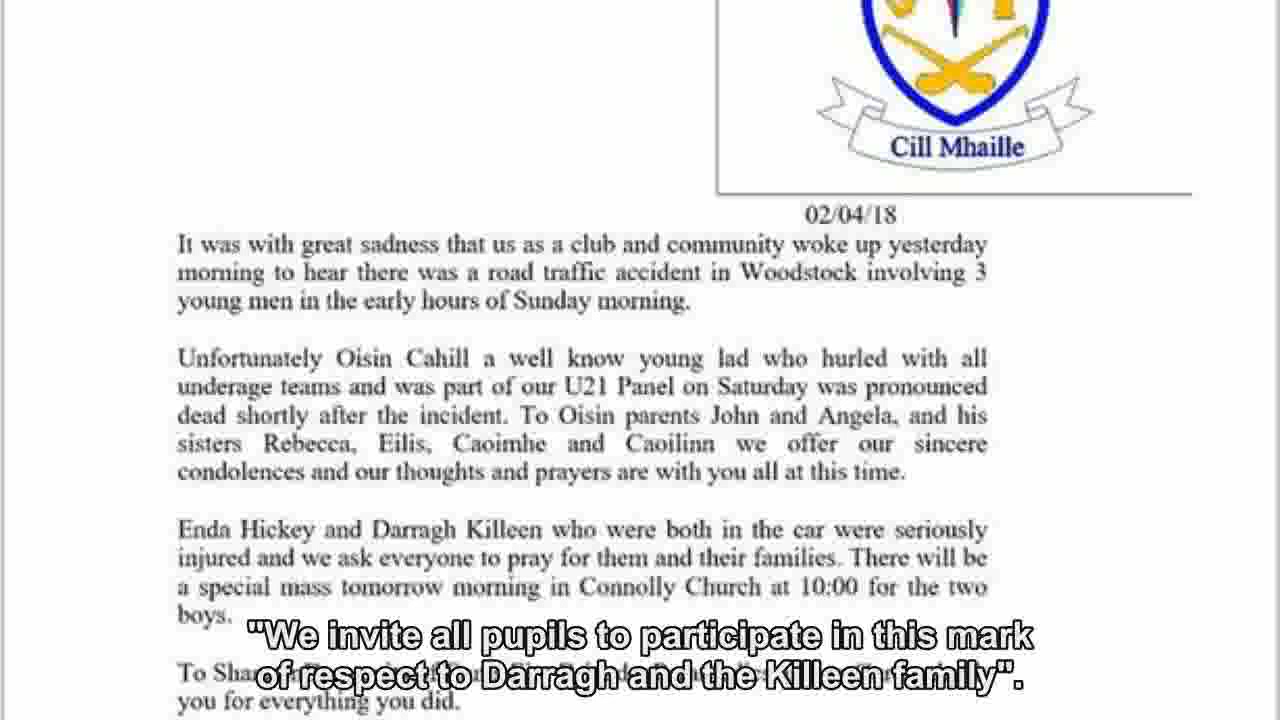 Cill Mhaille
02/04/18
It was with great sadness that us as a club and community woke up yesterday
morning to hear there was a road traffic accident in Woodstock involving 3
young men in the early hours of Sunday morning.
Unfortunately Oisin Cahill a well know young lad who hurled with all
underage teams and was part of our U21 Panel on Saturday was pronounced
dead shortly after the incident. To Oisin parents John and Angela, and his
sisters Rebecca, Eilis, Caoimhe and Caoilinn we offer our sincere
condolences and our thoughts and prayers are with you all at this time.
Enda Hickey and Darragh Killeen who were both in the car were seriously
injured and we ask everyone to pray for them and their families. There will be
a special mass tomorrow morning in Connolly Church at 10:00 for the two
boys.
"We invite all pupils to participate in this mark
of respect to Darragh and the Killeen family".
To
you for everything you did.